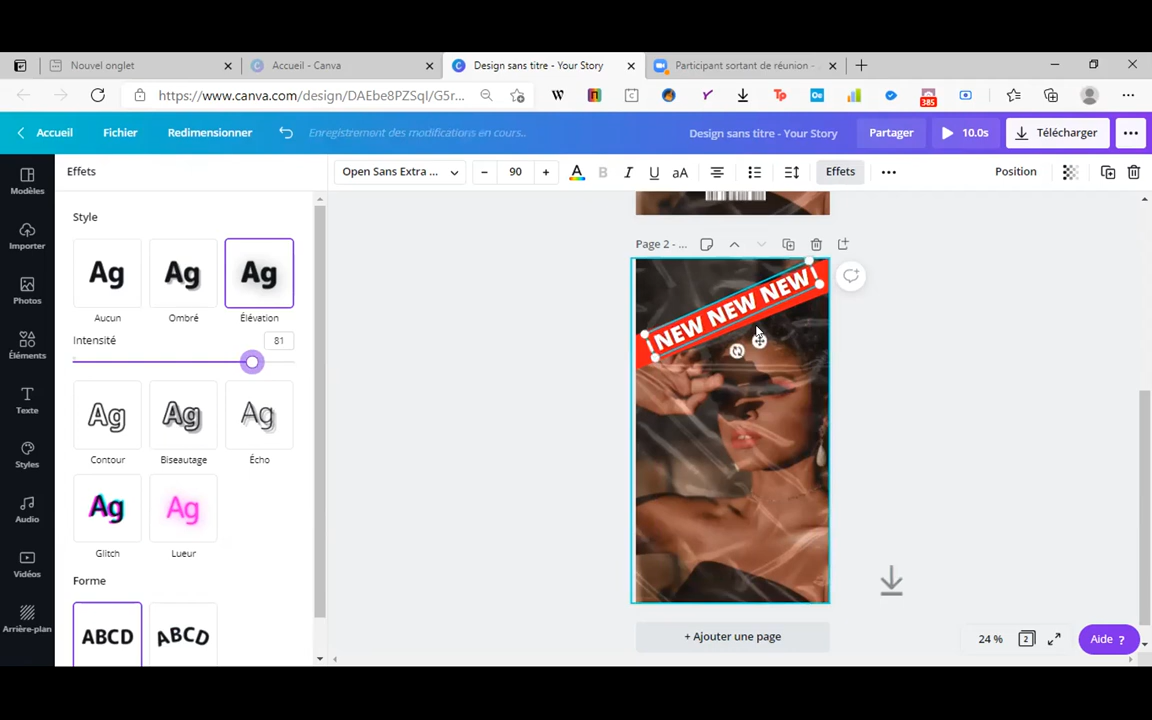 Nouvel onglet
Accueil - Canva
Design sans titre - Your Story
Participant sortant de réunion -
https://www.canva.com/design/DAEbe8PZSqI/G5r...
385
Accueil
Fichier
Redimensionner
Enregistrement des modifications en cours..
Design sans titre - Your Story
Partager
10.0s
Télécharger
Effets
Open Sans Extra ...
90
A
B
I
U
aA
Effets
Position
Modèles
Importer
Photos
Éléments
Texte
Styles
Audio
Vidéos
Arrière-plan
Style
Ag
Ag
Ag
Aucun
Ombré
Élévation
Intensité
81
Ag
Ag
Ag
Contour
Biseautage
Écho
Ag
Ag
Glitch
Lueur
Forme
ABCD
ABCD
Page 2 - ...
NEW NEW NEW
+ Ajouter une page
24 %
2
Aide ?